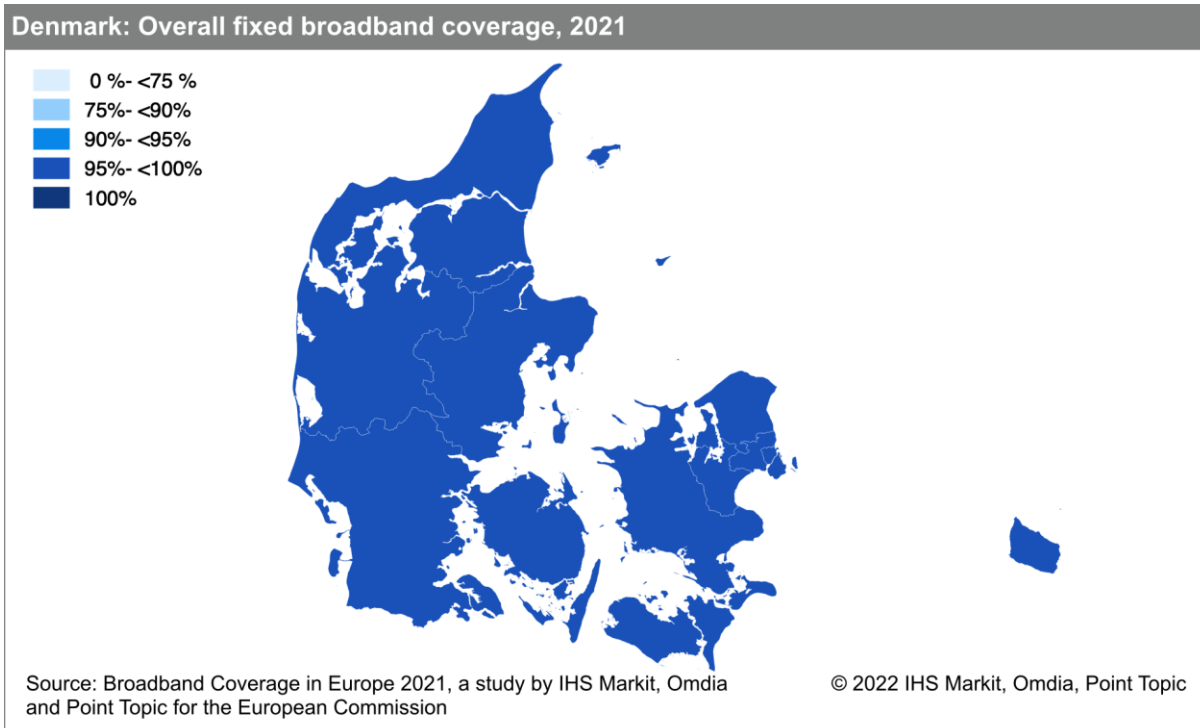 Denmark: Overall fixed broadband coverage, 2021
0 %- <75 %
75%- <90%
90%- <95%
95%- <100%
100%
Source: Broadband Coverage in Europe 2021, a study by IHS Markit, Omdia
and Point Topic for the European Commission
© 2022 IHS Markit, Omdia, Point Topic